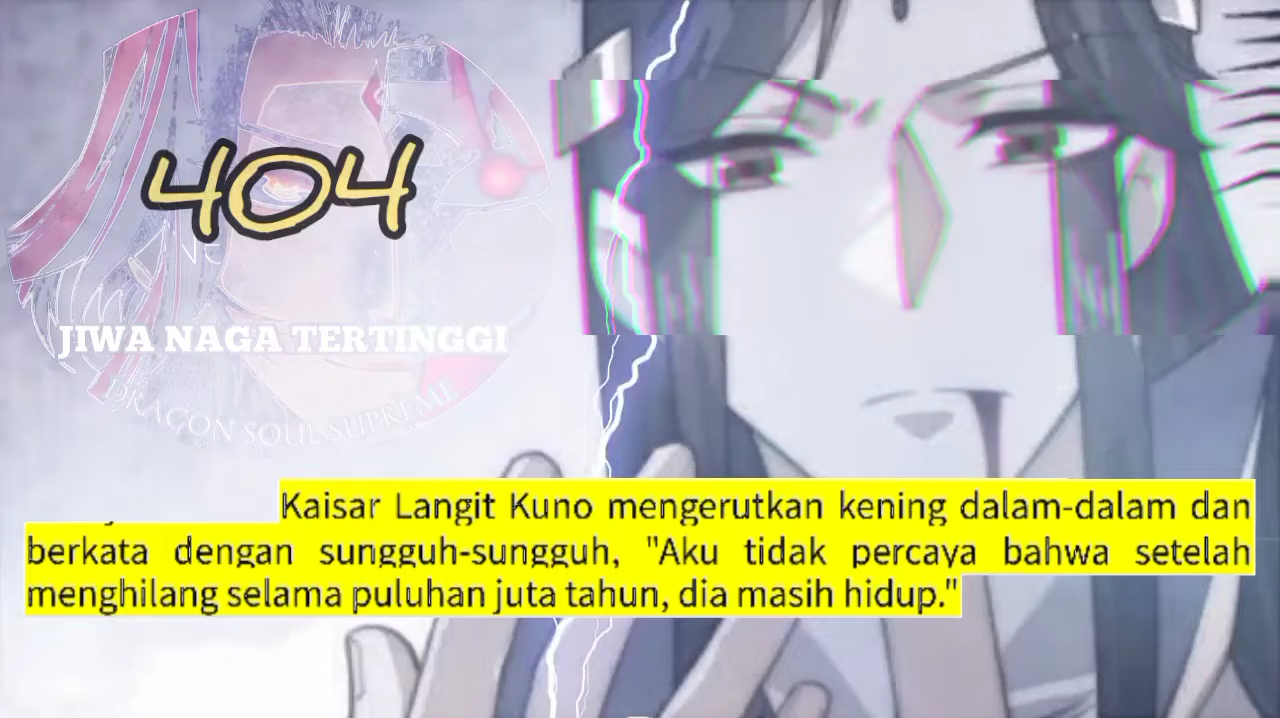 404
JIWA NAGA TERTINGGI
DRAGON SOUL SUPREME
Kaisar Langit Kuno mengerutkan kening dalam-dalam dan
berkata dengan sungguh-sungguh, "Aku tidak percaya bahwa setelah
menghilang selama puluhan juta tahun, dia masih hidup."